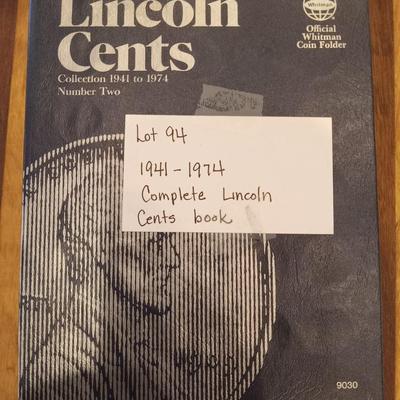 Lincoln
Cents
Collection 1941 to 1974
Number Two
Whitman
Official
Whitman
Coin Folder
Lot 94
1941-1974
Complete Lincoln
Cents book
9030